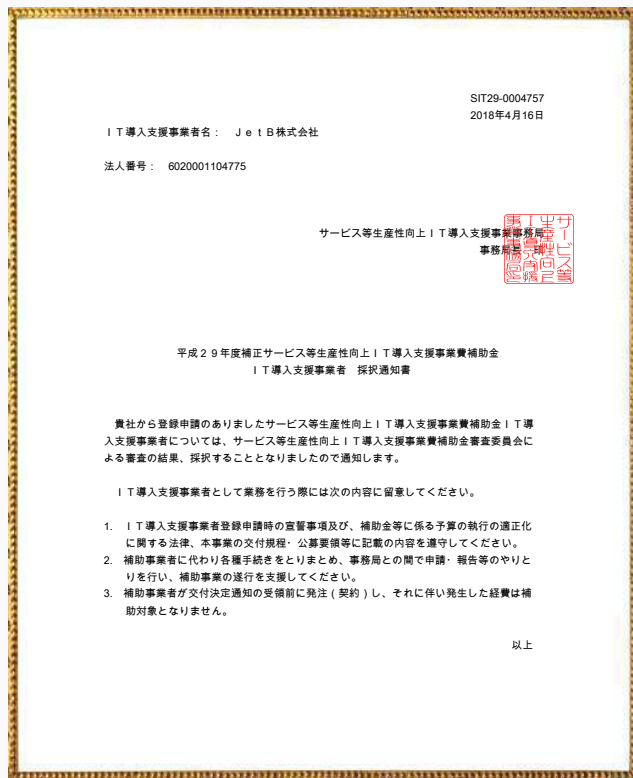 SIT29-0004757
2018年4月16日
ＩＴ導入支援事業者名：　ＪｅｔＢ株式会社
法人番号：　6020001104775
サービス等生産性向上ＩＴ導入支援事業事務局
事務局長　印
平成２９年度補正サービス等生産性向上ＩＴ導入支援事業費補助金
ＩＴ導入支援事業者　採択通知書
貴社から登録申請のありましたサービス等生産性向上ＩＴ導入支援事業費補助金ＩＴ導
入支援事業者については、サービス等生産性向上ＩＴ導入支援事業費補助金審査委員会に
よる審査の結果、採択することとなりましたので通知します。
ＩＴ導入支援事業者として業務を行う際には次の内容に留意してください。
1. ＩＴ導入支援事業者登録申請時の宣誓事項及び、補助金等に係る予算の執行の適正化
に関する法律、本事業の交付規程・公募要領等に記載の内容を遵守してください。
2. 補助事業者に代わり各種手続きをとりまとめ、事務局との間で申請・報告等のやりと
りを行い、補助事業の遂行を支援してください。
3. 補助事業者が交付決定通知の受領前に発注（契約）し、それに伴い発生した経費は補
助対象となりません。
以上